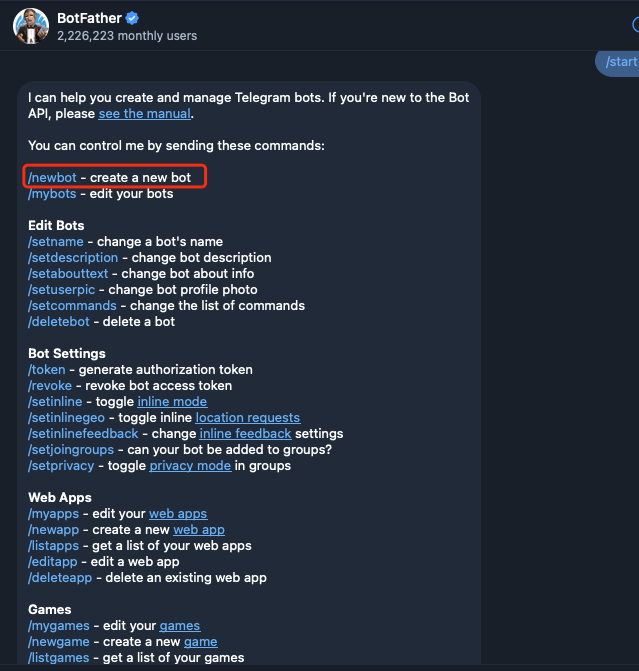 BotFather
2,226,223 monthly users
/start
I can help you create and manage Telegram bots. If you're new to the Bot
API, please see the manual.
You can control me by sending these commands:
/newbot - create a new bot
/mybots - edit your bots
Edit Bots
/setname - change a bot's name
/setdescription - change bot description
/setabouttext - change bot about info
/setuserpic - change bot profile photo
/setcommands - change the list of commands
/deletebot - delete a bot
Bot Settings
/token - generate authorization token
/revoke - revoke bot access token
/setinline - toggle inline mode
/setinlinegeo - toggle inline location requests
/setinlinefeedback - change inline feedback settings
/setjoingroups - can your bot be added to groups?
/setprivacy - toggle privacy mode in groups
Web Apps
/myapps - edit your web apps
/newapp - create a new web app
/listapps - get a list of your web apps
/editapp - edit a web app
/deleteapp - delete an existing web app
Games
/mygames - edit your games
/newgame - create a new game
/listgames - get a list of your games